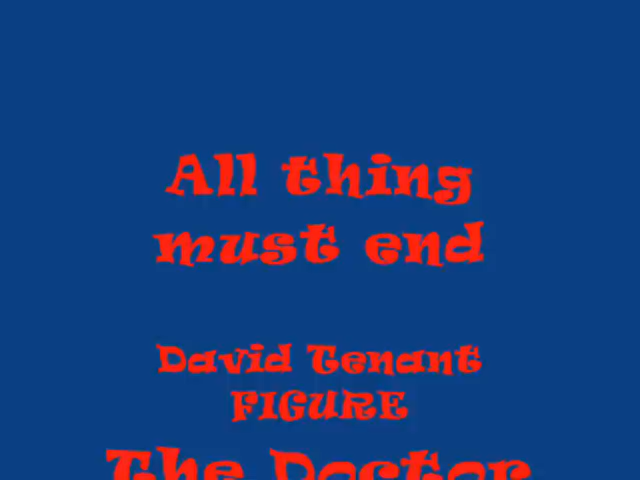 All thing
must end
David Tenant
FIGURE
The Doctor